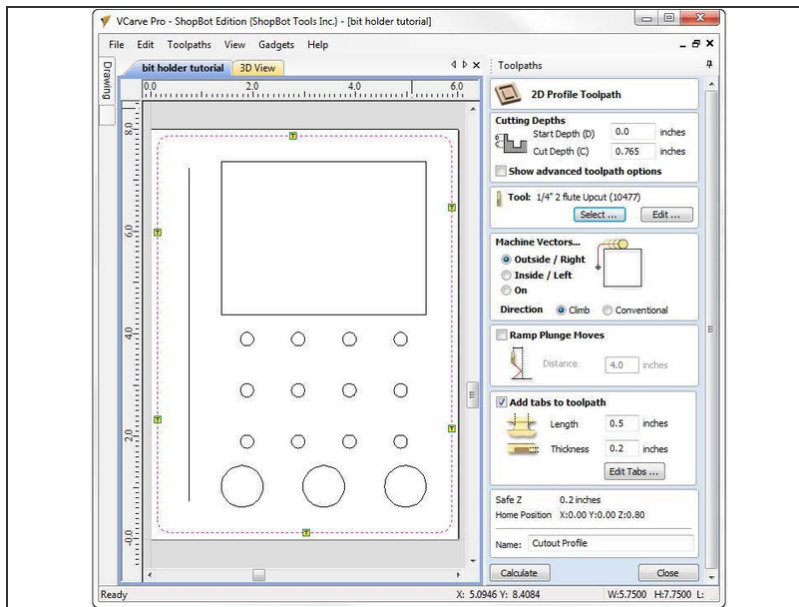 VCarve Pro - ShopBot Edition (ShopBot Tools Inc.) - [bit holder tutorial]
File Edit Toolpaths View Gadgets Help
Drawing
bit holder tutorial 3D View
0.0 2.0 4.0 6.0
8.0
6.0
4.0
2.0
-0.0
T
T
T
T
T
T
Toolpaths
2D Profile Toolpath
Cutting Depths
Start Depth (D) 0.0 inches
Cut Depth (C) 0.765 inches
Show advanced toolpath options
Tool: 1/4" 2 flute Upcut (10477)
Select ... Edit ...
Machine Vectors...
Outside / Right
Inside / Left
On
Direction Climb Conventional
Ramp Plunge Moves
Distance 4.0 inches
Add tabs to toolpath
Length 0.5 inches
Thickness 0.2 inches
Edit Tabs ...
Safe Z 0.2 inches
Home Position X:0.00 Y:0.00 Z:0.80
Name: Cutout Profile
Calculate Close
Ready X: 5.0946 Y: 8.4084 W:5.7500 H:7.7500 L: